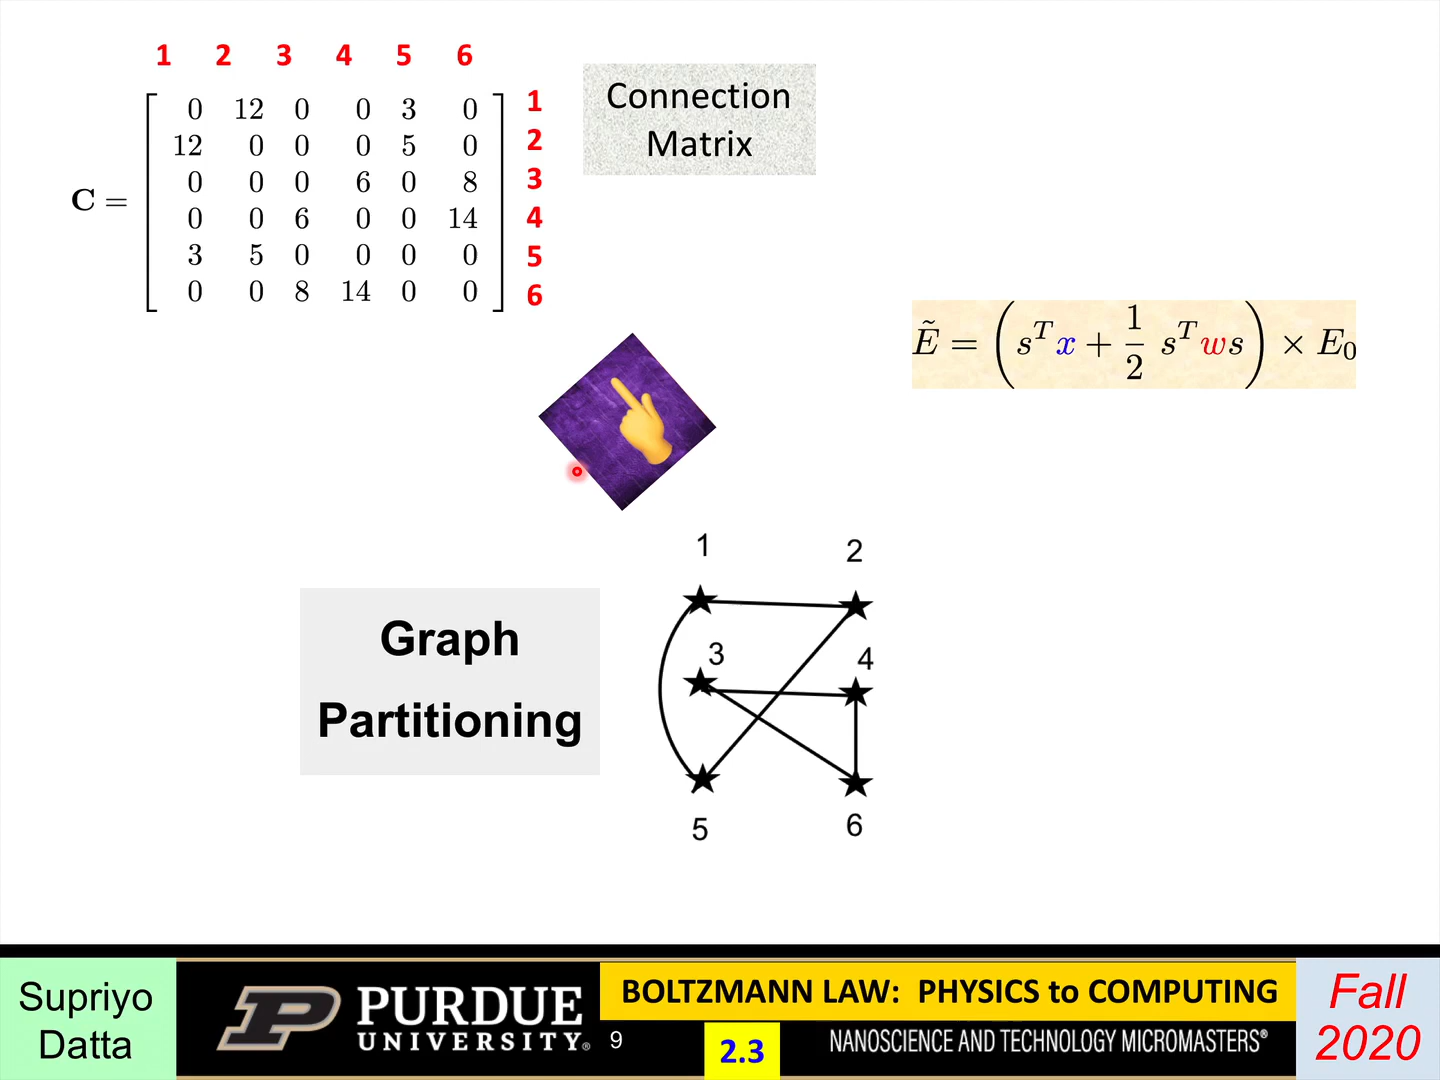 1 2 3 4 5 6
0 12 0 0 3 0 1
12 0 0 0 5 0 2
0 0 0 6 0 8 3
C =
0 0 6 0 0 14 4
3 5 0 0 0 0 5
0 0 8 14 0 0 6
Connection
Matrix
Ẽ = ( s^T x + 1/2 s^T w s ) × E₀
Graph
Partitioning
1
2
3
4
5
6
Supriyo
Datta
P
PURDUE
UNIVERSITY®
9
BOLTZMANN LAW: PHYSICS to COMPUTING
2.3
NANOSCIENCE AND TECHNOLOGY MICROMASTERS®
Fall
2020